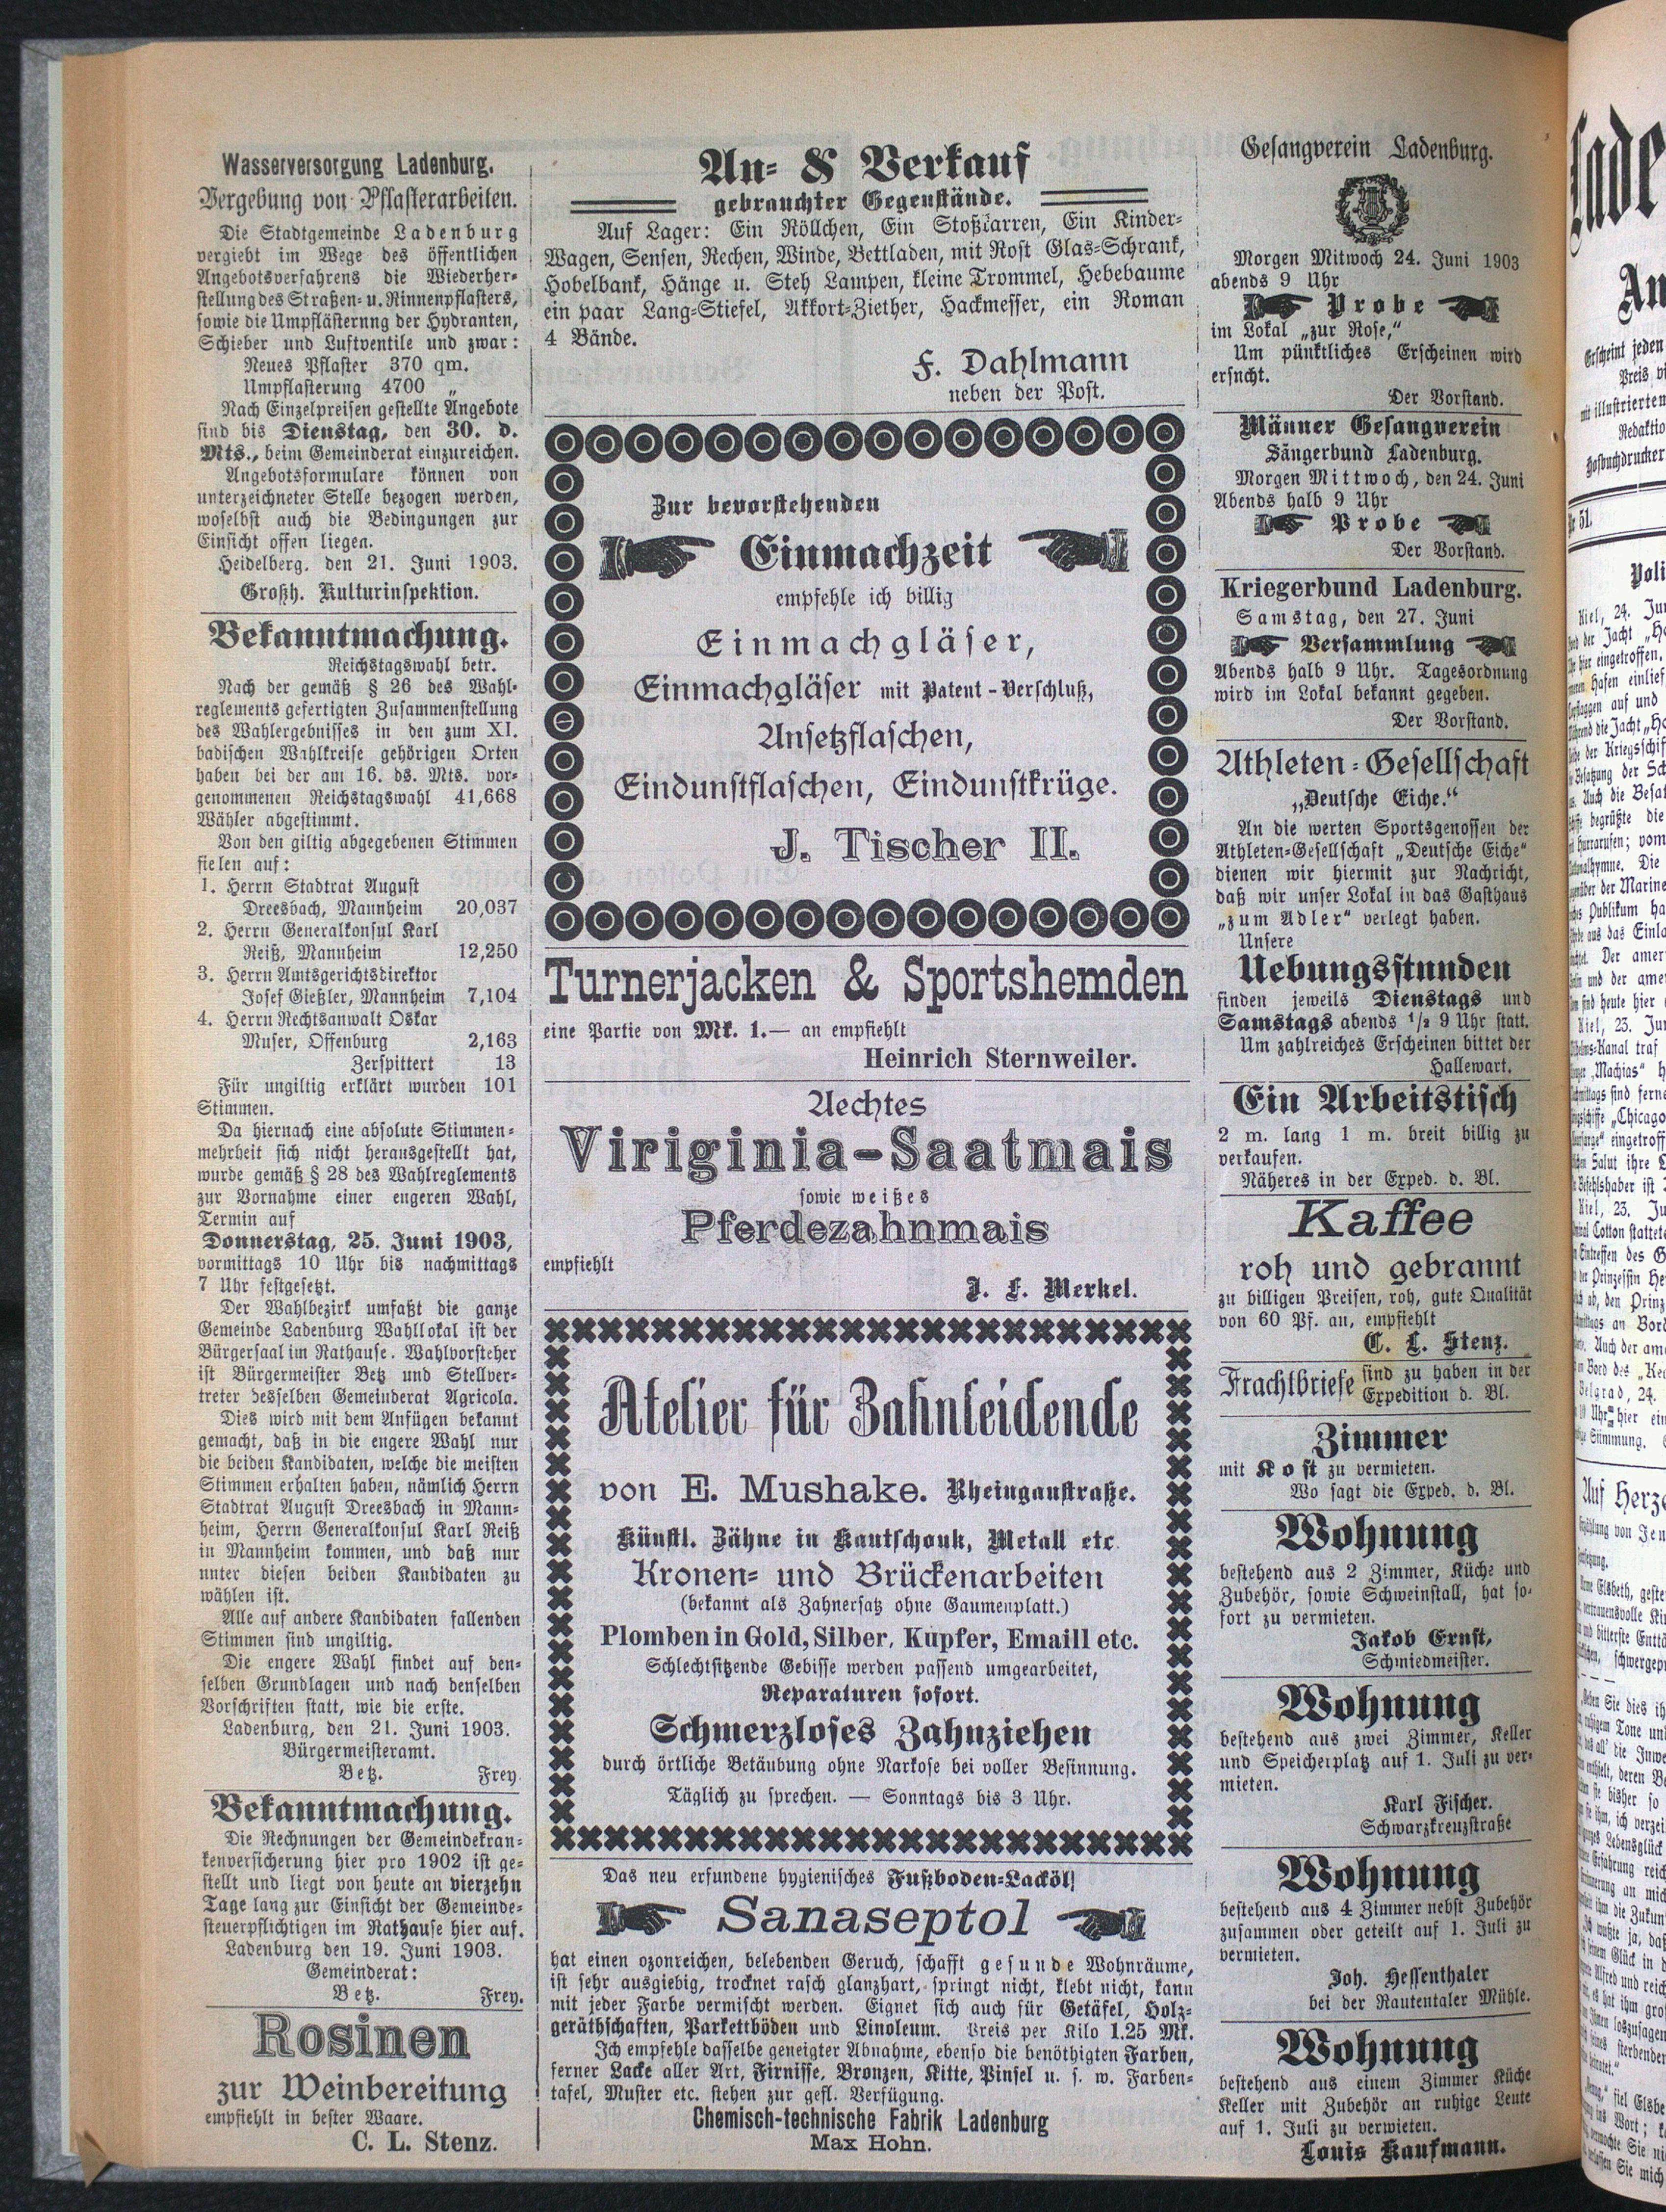 Wasserversorgung Ladenburg.
Vergebung von Pflasterarbeiten.
Die Stadtgemeinde Ladenburg
vergiebt im Wege des öffentlichen
Angebotsverfahrens die Wiederher-
stellung des Straßen- u. Rinnenpflasters,
sowie die Umpfläfternng der Hydranten,
Schieber und Luftventile und zwar:
Neues Pflaster 370 qm.
Umpflasterung 4700 „
Nach Einzelpreisen gestellte Angebote
sind bis Dienstag, den 30. d.
Mts., beim Gemeinderat einzureichen.
Angebotsformulare können von
unterzeichneter Stelle bezogen werden,
woselbst auch die Bedingungen zur
Einsicht offen liegen.
Heidelberg, den 21. Juni 1903.
Großh. Kulturinspektion.
Bekanntmachung.
Reichstagswahl betr.
Nach der gemäß § 26 des Wahl-
reglements gefertigten Zusammenstellung
des Wahlergebnisses in den zum XI.
badischen Wahlkreise gehörigen Orten
haben bei der am 16. ds. Mts. vor-
genommenen Reichstagswahl 41,668
Wähler abgestimmt.
Von den giltig abgegebenen Stimmen
fielen auf:
1. Herrn Stadtrat August
Dreesbach, Mannheim 20,037
2. Herrn Generalkonsul Karl
Reiß, Mannheim 12,250
3. Herrn Amtsgerichtsdirektor
Josef Gießler, Mannheim 7,104
4. Herrn Rechtsanwalt Oskar
Muser, Offenburg 2,163
Zerspittert 13
Für ungiltig erklärt wurden 101
Stimmen.
Da hiernach eine absolute Stimmen-
mehrheit sich nicht herausgestellt hat,
wurde gemäß § 28 des Wahlreglements
zur Vornahme einer engeren Wahl,
Termin auf
Donnerstag, 25. Juni 1903,
vormittags 10 Uhr bis nachmittags
7 Uhr festgesetzt.
Der Wahlbezirk umfaßt die ganze
Gemeinde Ladenburg Wahllokal ist der
Bürgersaal im Rathause. Wahlvorsteher
ist Bürgermeister Betz und Stellver-
treter desselben Gemeinderat Agricola.
Dies wird mit dem Anfügen bekannt
gemacht, daß in die engere Wahl nur
die beiden Kandidaten, welche die meisten
Stimmen erhalten haben, nämlich Herrn
Stadtrat August Dreesbach in Mann-
heim, Herrn Generalkonsul Karl Reiß
in Mannheim kommen, und daß nur
unter diesen beiden Kandidaten zu
wählen ist.
Alle auf andere Kandidaten fallenden
Stimmen sind ungiltig.
Die engere Wahl findet auf den-
selben Grundlagen und nach denselben
Vorschriften statt, wie die erste.
Ladenburg, den 21. Juni 1903.
Bürgermeisteramt.
Betz. Frey.
Bekanntmachung.
Die Rechnungen der Gemeindekran-
kenversicherung hier pro 1902 ist ge-
stellt und liegt von heute an vierzehn
Tage lang zur Einsicht der Gemeinde-
steuerpflichtigen im Rathause hier auf.
Ladenburg den 19. Juni 1903.
Gemeinderat:
Betz. Frey.
Rosinen
zur Weinbereitung
empfiehlt in bester Waare.
C. L. Stenz.
An- & Verkauf
gebrauchter Gegenstände.
Auf Lager: Ein Röllchen, Ein Stoßkarren, Ein Kinder-
Wagen, Sensen, Rechen, Winde, Bettladen, mit Rost Glas-Schrank,
Hobelbank, Hänge u. Steh Lampen, kleine Trommel, Hebebaume
ein paar Lang-Stiefel, Akkort-Ziether, Hackmesser, ein Roman
4 Bände.
F. Dahlmann
neben der Post.
Zur bevorstehenden
Einmachzeit
empfehle ich billig
Einmachgläser,
Einmachgläser mit Patent-Verschluß,
Ansetzflaschen,
Eindunstflaschen, Eindunstkrüge.
J. Tischer II.
Turnerjacken & Sportshemden
eine Partie von Mk. 1.— an empfiehlt
Heinrich Sternweiler.
Aechtes
Viriginia-Saatmais
sowie weißes
Pferdezahnmais
empfiehlt
J. F. Merkel.
Atelier für Zahnleidende
von E. Mushake. Rheingaustraße.
Künstl. Zähne in Kautschouk, Metall etc.
Kronen- und Brückenarbeiten
(bekannt als Zahnersatz ohne Gaumenplatt.)
Plomben in Gold, Silber, Kupfer, Emaill etc.
Schlechtsitzende Gebisse werden passend umgearbeitet,
Reparaturen sofort.
Schmerzloses Zahnziehen
durch örtliche Betäubung ohne Narkose bei voller Besinnung.
Täglich zu sprechen. — Sonntags bis 3 Uhr.
Das neu erfundene hygienisches Fußboden-Lacköl!
Sanaseptol
hat einen ozonreichen, belebenden Geruch, schafft gesunde Wohnräume,
ist sehr ausgiebig, trocknet rasch glanzhart, springt nicht, klebt nicht, kann
mit jeder Farbe vermischt werden. Eignet sich auch für Getäfel, Holz-
geräthschaften, Parkettböden und Linoleum. Preis per Kilo 1.25 Mk.
Ich empfehle dasselbe geneigter Abnahme, ebenso die benöthigten Farben,
ferner Lacke aller Art, Firnisse, Bronzen, Kitte, Pinsel u. s. w. Farben-
tafel, Muster etc. stehen zur gefl. Verfügung.
Chemisch-technische Fabrik Ladenburg
Max Hohn.
Gesangverein Ladenburg.
Morgen Mitwoch 24. Juni 1903
abends 9 Uhr
Probe
im Lokal „zur Rose,“
Um pünktliches Erscheinen wird
ersucht.
Der Vorstand.
Männer Gesangverein
Sängerbund Ladenburg.
Morgen Mittwoch, den 24. Juni
Abends halb 9 Uhr
Probe
Der Vorstand.
Kriegerbund Ladenburg.
Samstag, den 27. Juni
Versammlung
Abends halb 9 Uhr. Tagesordnung
wird im Lokal bekannt gegeben.
Der Vorstand.
Athleten-Gesellschaft
„Deutsche Eiche.“
An die werten Sportsgenossen der
Athleten-Gesellschaft „Deutsche Eiche“
dienen wir hiermit zur Nachricht,
daß wir unser Lokal in das Gasthaus
„zum Adler“ verlegt haben.
Unsere
Uebungsstunden
finden jeweils Dienstags und
Samstags abends 1/2 9 Uhr statt.
Um zahlreiches Erscheinen bittet der
Hallewart.
Ein Arbeitstisch
2 m. lang 1 m. breit billig zu
verkaufen.
Näheres in der Exped. d. Bl.
Kaffee
roh und gebrannt
zu billigen Preisen, roh, gute Qualität
von 60 Pf. an, empfiehlt
C. L. Stenz.
Frachtbriefe sind zu haben in der
Expedition d. Bl.
Zimmer
mit Kost zu vermieten.
Wo sagt die Exped. d. Bl.
Wohnung
bestehend aus 2 Zimmer, Küche und
Zubehör, sowie Schweinstall, hat so-
fort zu vermieten.
Jakob Ernst,
Schmiedmeister.
Wohnung
bestehend aus zwei Zimmer, Keller
und Speicherplatz auf 1. Juli zu ver-
mieten.
Karl Fischer.
Schwarzkreuzstraße
Wohnung
bestehend aus 4 Zimmer nebst Zubehör
zusammen oder geteilt auf 1. Juli zu
vermieten.
Joh. Hessenthaler
bei der Rautentaler Mühle.
Wohnung
bestehend aus einem Zimmer Küche
Keller mit Zubehör an ruhige Leute
auf 1. Juli zu verwieten.
Louis Kaufmann.